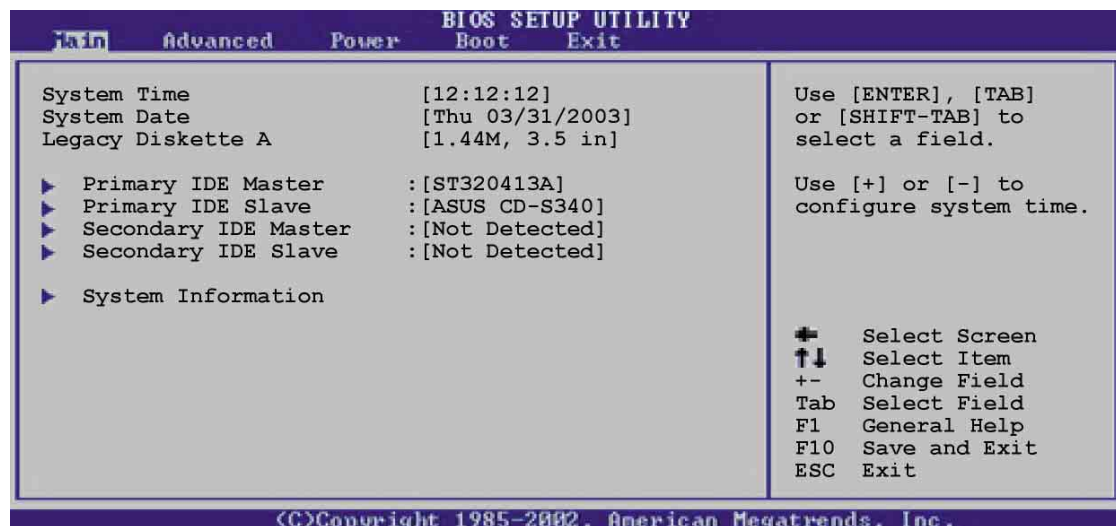 BIOS SETUP UTILITY
Main Advanced Power Boot Exit
System Time [12:12:12]
System Date [Thu 03/31/2003]
Legacy Diskette A [1.44M, 3.5 in]
Primary IDE Master :[ST320413A]
Primary IDE Slave :[ASUS CD-S340]
Secondary IDE Master :[Not Detected]
Secondary IDE Slave :[Not Detected]
System Information
Use [ENTER], [TAB]
or [SHIFT-TAB] to
select a field.
Use [+] or [-] to
configure system time.
Select Screen
Select Item
+- Change Field
Tab Select Field
F1 General Help
F10 Save and Exit
ESC Exit
(C)Copyright 1985-2002, American Megatrends, Inc.